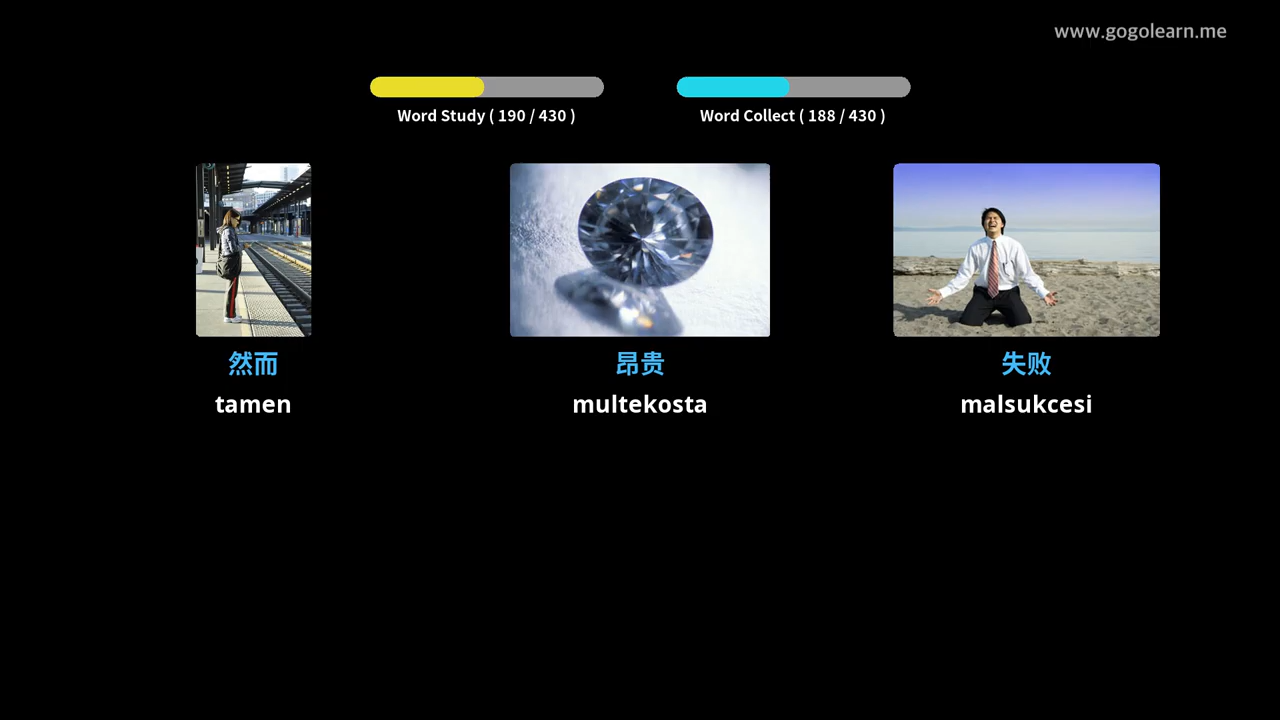 www.gogolearn.me
Word Study ( 190 / 430 )
Word Collect ( 188 / 430 )
然而
昂贵
失败
tamen
multekosta
malsukcesi